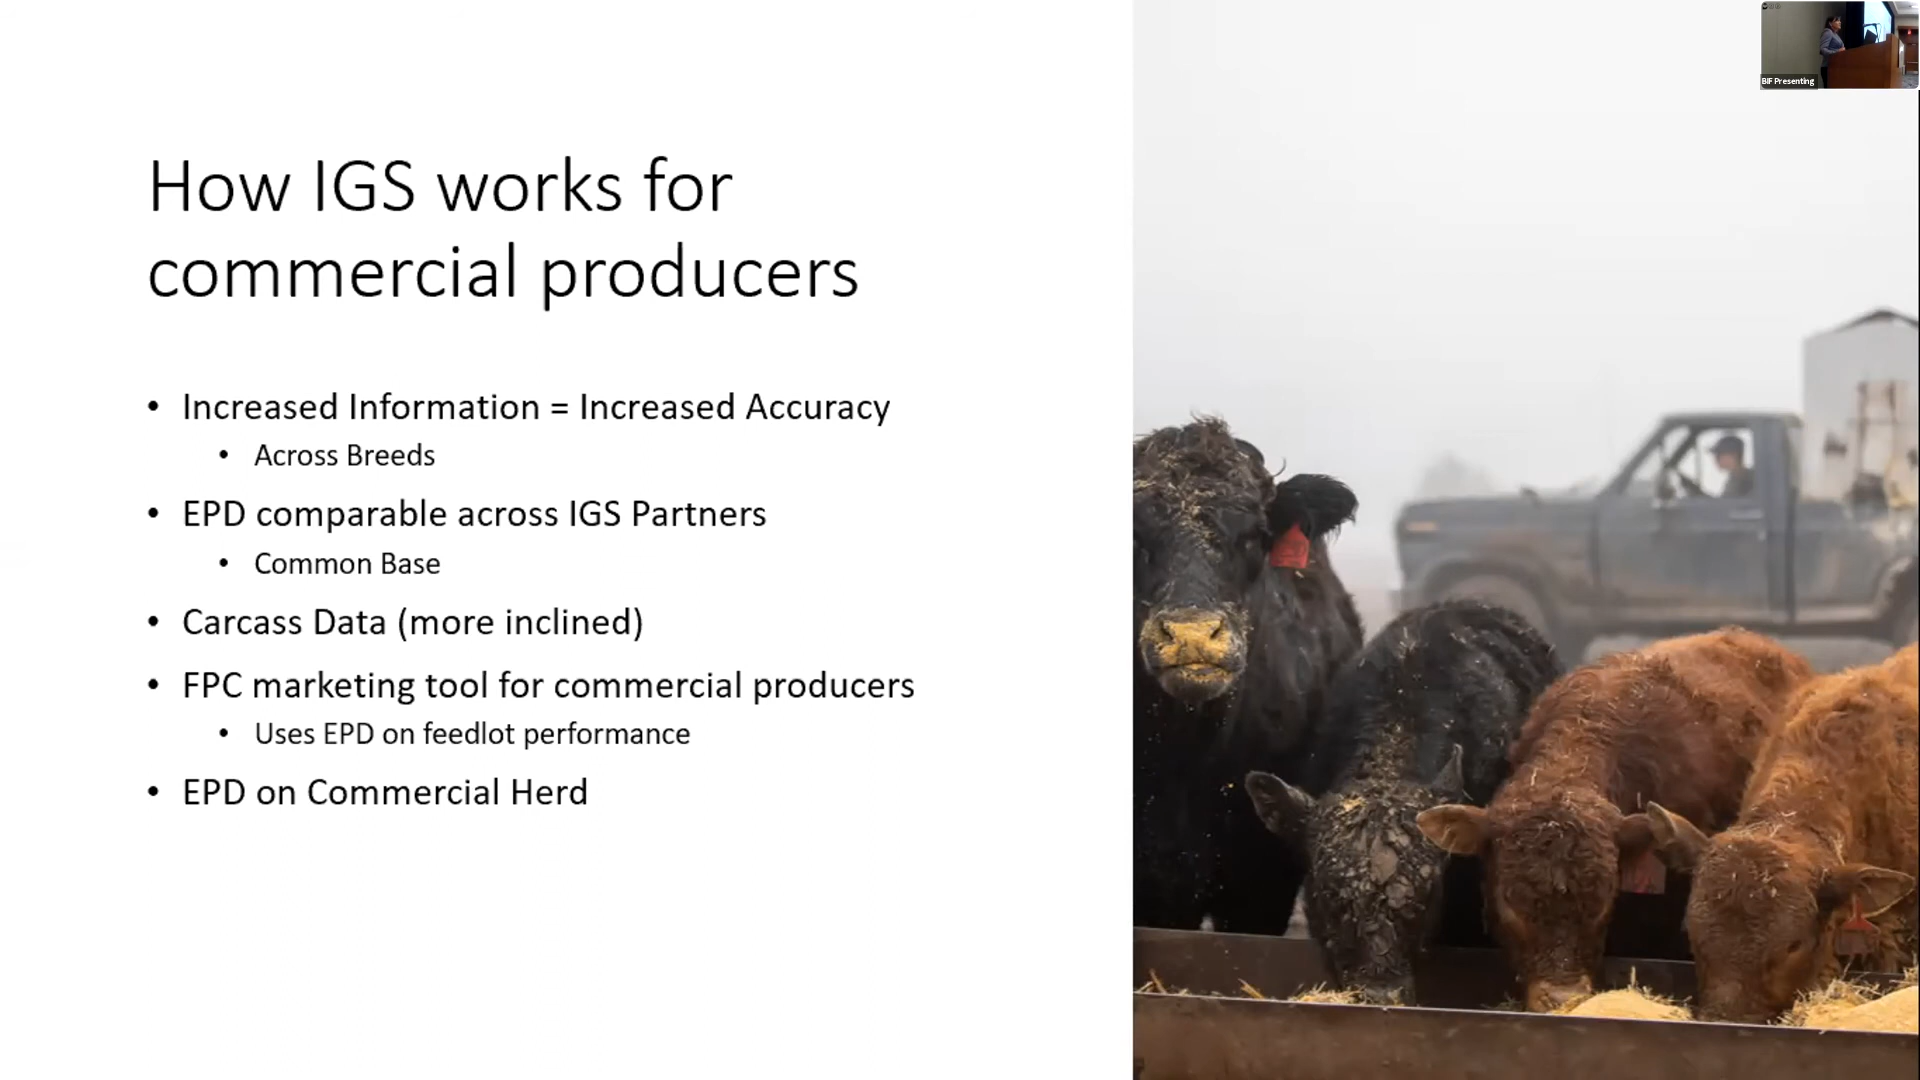 BIF Presenting
How IGS works for
commercial producers
• Increased Information = Increased Accuracy
• Across Breeds
• EPD comparable across IGS Partners
• Common Base
• Carcass Data (more inclined)
• FPC marketing tool for commercial producers
• Uses EPD on feedlot performance
• EPD on Commercial Herd